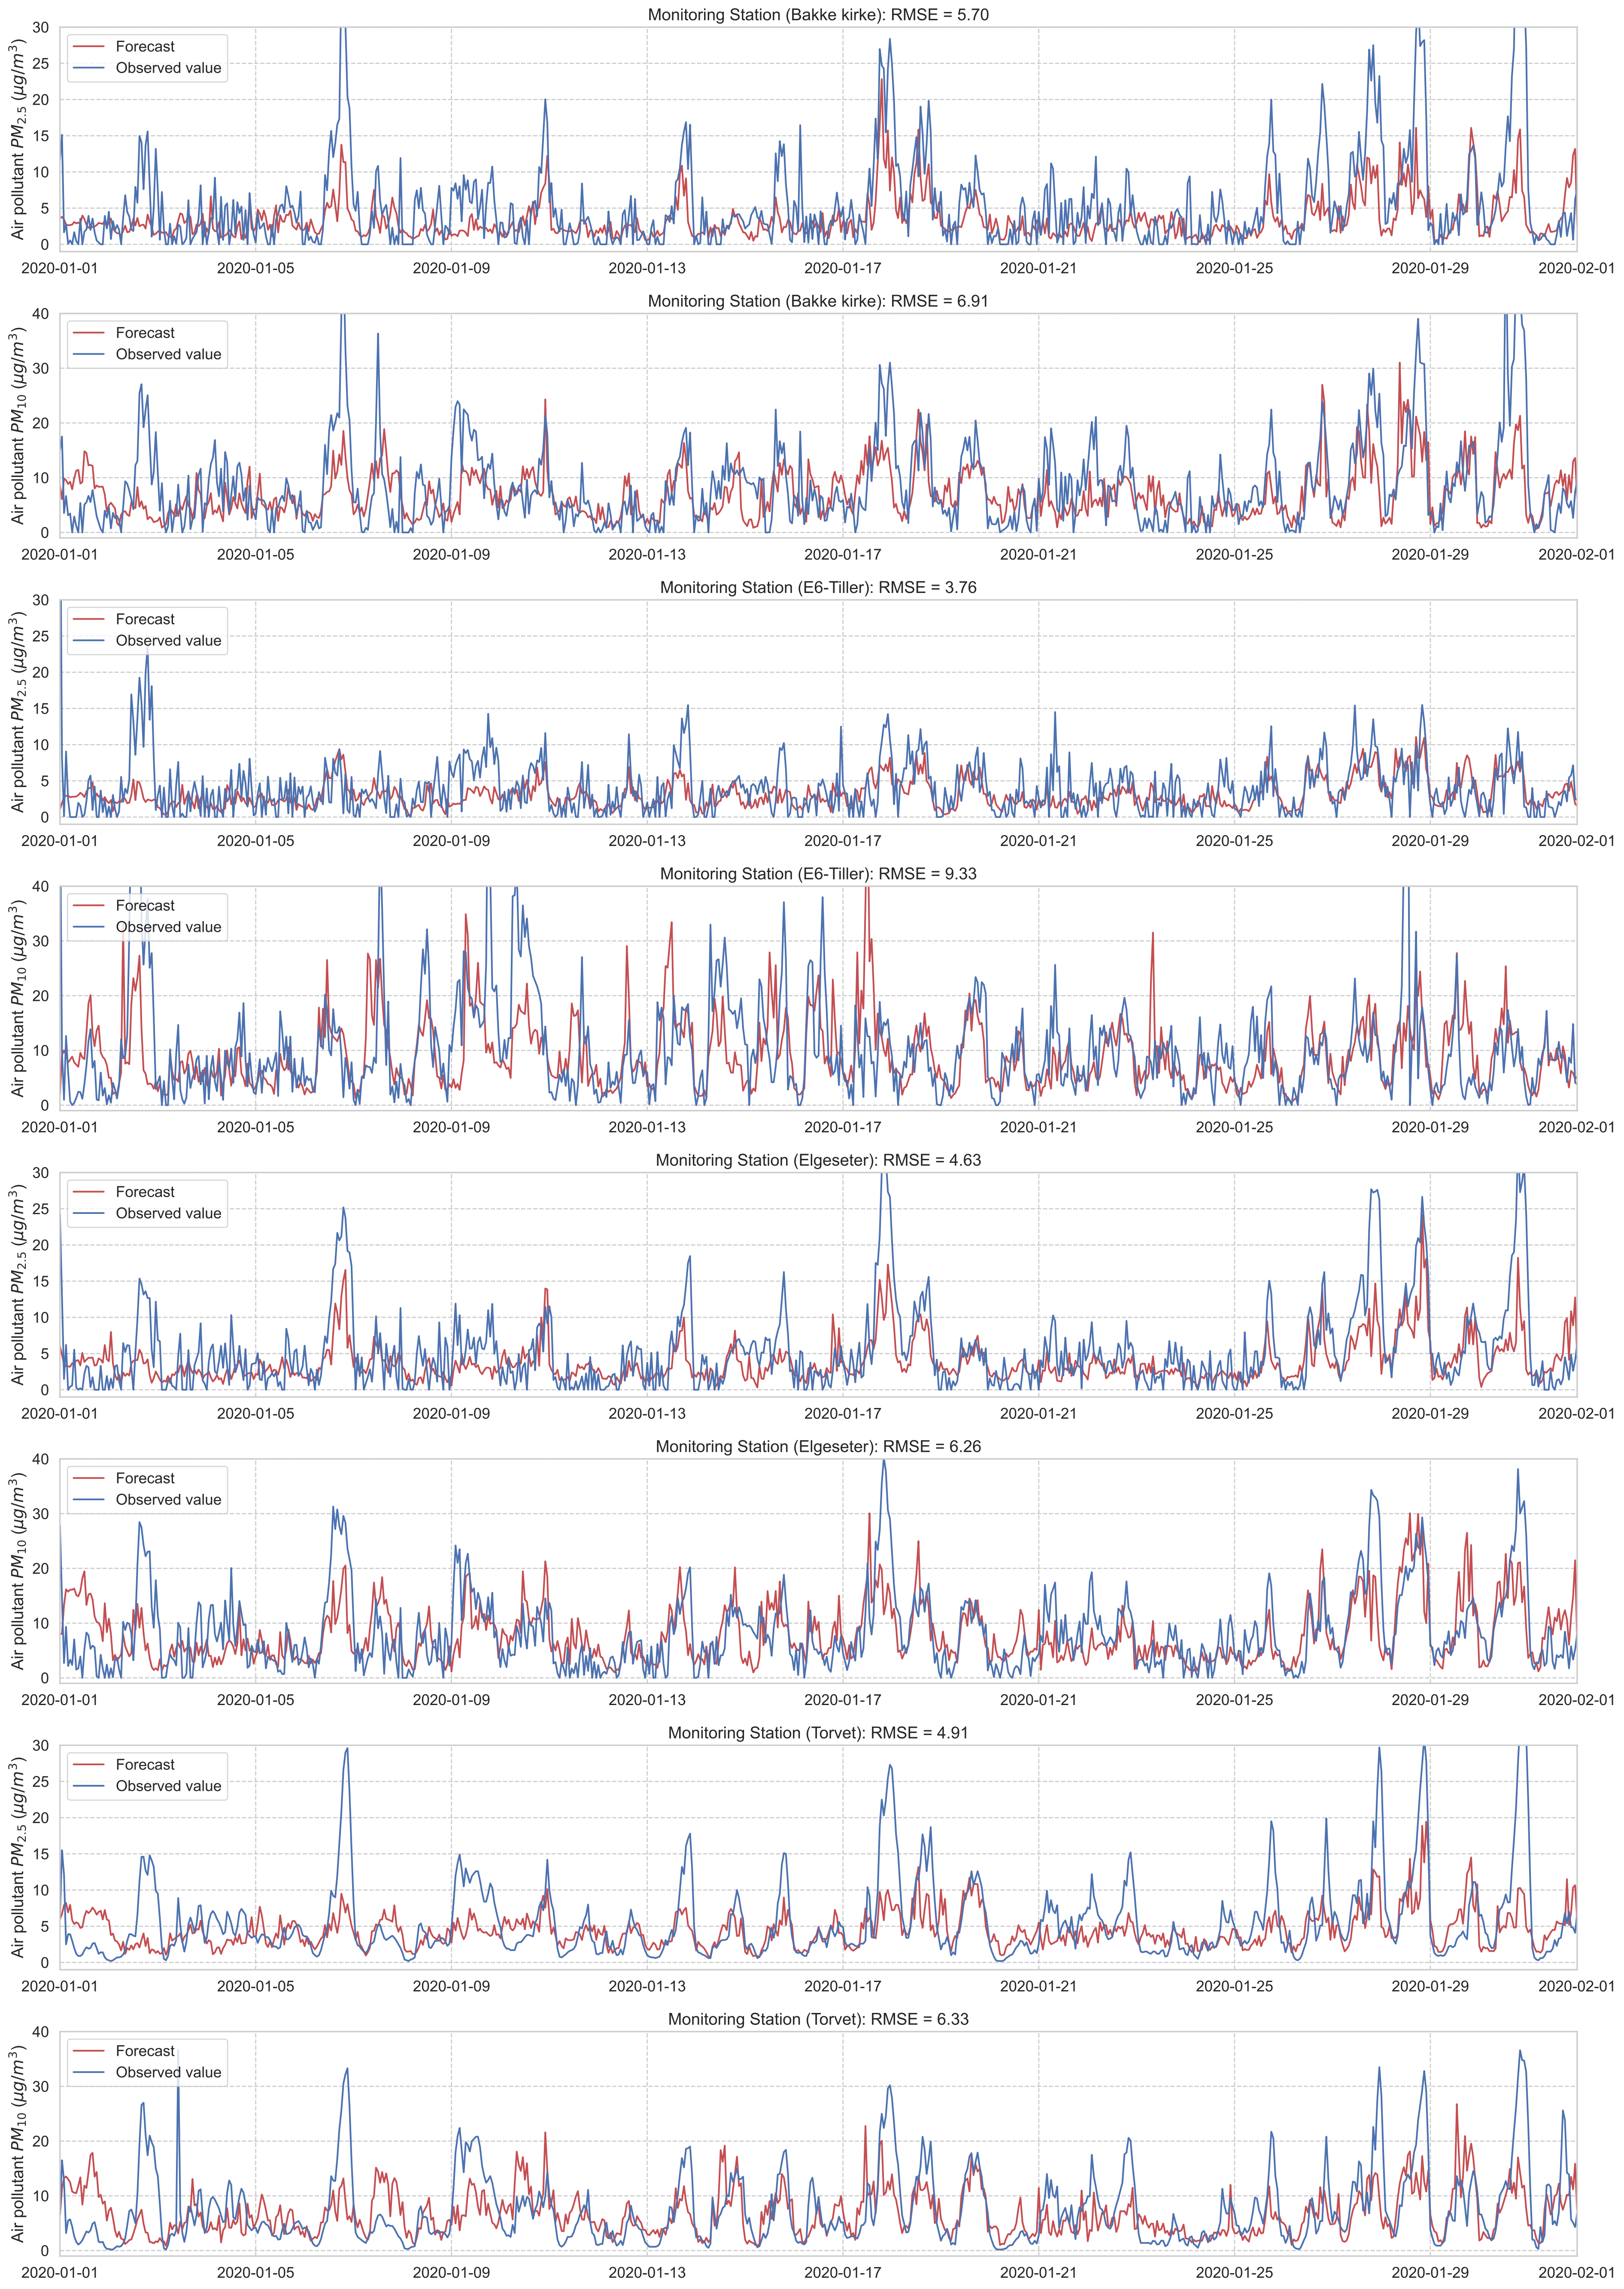 Monitoring Station (Bakke kirke): RMSE = 5.70
Air pollutant PM2.5 (μg/m3)
30
25
20
15
10
5
0
Forecast
Observed value
2020-01-01 2020-01-05 2020-01-09 2020-01-13 2020-01-17 2020-01-21 2020-01-25 2020-01-29 2020-02-01
Monitoring Station (Bakke kirke): RMSE = 6.91
Air pollutant PM10 (μg/m3)
40
30
20
10
0
Forecast
Observed value
2020-01-01 2020-01-05 2020-01-09 2020-01-13 2020-01-17 2020-01-21 2020-01-25 2020-01-29 2020-02-01
Monitoring Station (E6-Tiller): RMSE = 3.76
Air pollutant PM2.5 (μg/m3)
30
25
20
15
10
5
0
Forecast
Observed value
2020-01-01 2020-01-05 2020-01-09 2020-01-13 2020-01-17 2020-01-21 2020-01-25 2020-01-29 2020-02-01
Monitoring Station (E6-Tiller): RMSE = 9.33
Air pollutant PM10 (μg/m3)
40
30
20
10
0
Forecast
Observed value
2020-01-01 2020-01-05 2020-01-09 2020-01-13 2020-01-17 2020-01-21 2020-01-25 2020-01-29 2020-02-01
Monitoring Station (Elgeseter): RMSE = 4.63
Air pollutant PM2.5 (μg/m3)
30
25
20
15
10
5
0
Forecast
Observed value
2020-01-01 2020-01-05 2020-01-09 2020-01-13 2020-01-17 2020-01-21 2020-01-25 2020-01-29 2020-02-01
Monitoring Station (Elgeseter): RMSE = 6.26
Air pollutant PM10 (μg/m3)
40
30
20
10
0
Forecast
Observed value
2020-01-01 2020-01-05 2020-01-09 2020-01-13 2020-01-17 2020-01-21 2020-01-25 2020-01-29 2020-02-01
Monitoring Station (Torvet): RMSE = 4.91
Air pollutant PM2.5 (μg/m3)
30
25
20
15
10
5
0
Forecast
Observed value
2020-01-01 2020-01-05 2020-01-09 2020-01-13 2020-01-17 2020-01-21 2020-01-25 2020-01-29 2020-02-01
Monitoring Station (Torvet): RMSE = 6.33
Air pollutant PM10 (μg/m3)
40
30
20
10
0
Forecast
Observed value
2020-01-01 2020-01-05 2020-01-09 2020-01-13 2020-01-17 2020-01-21 2020-01-25 2020-01-29 2020-02-01